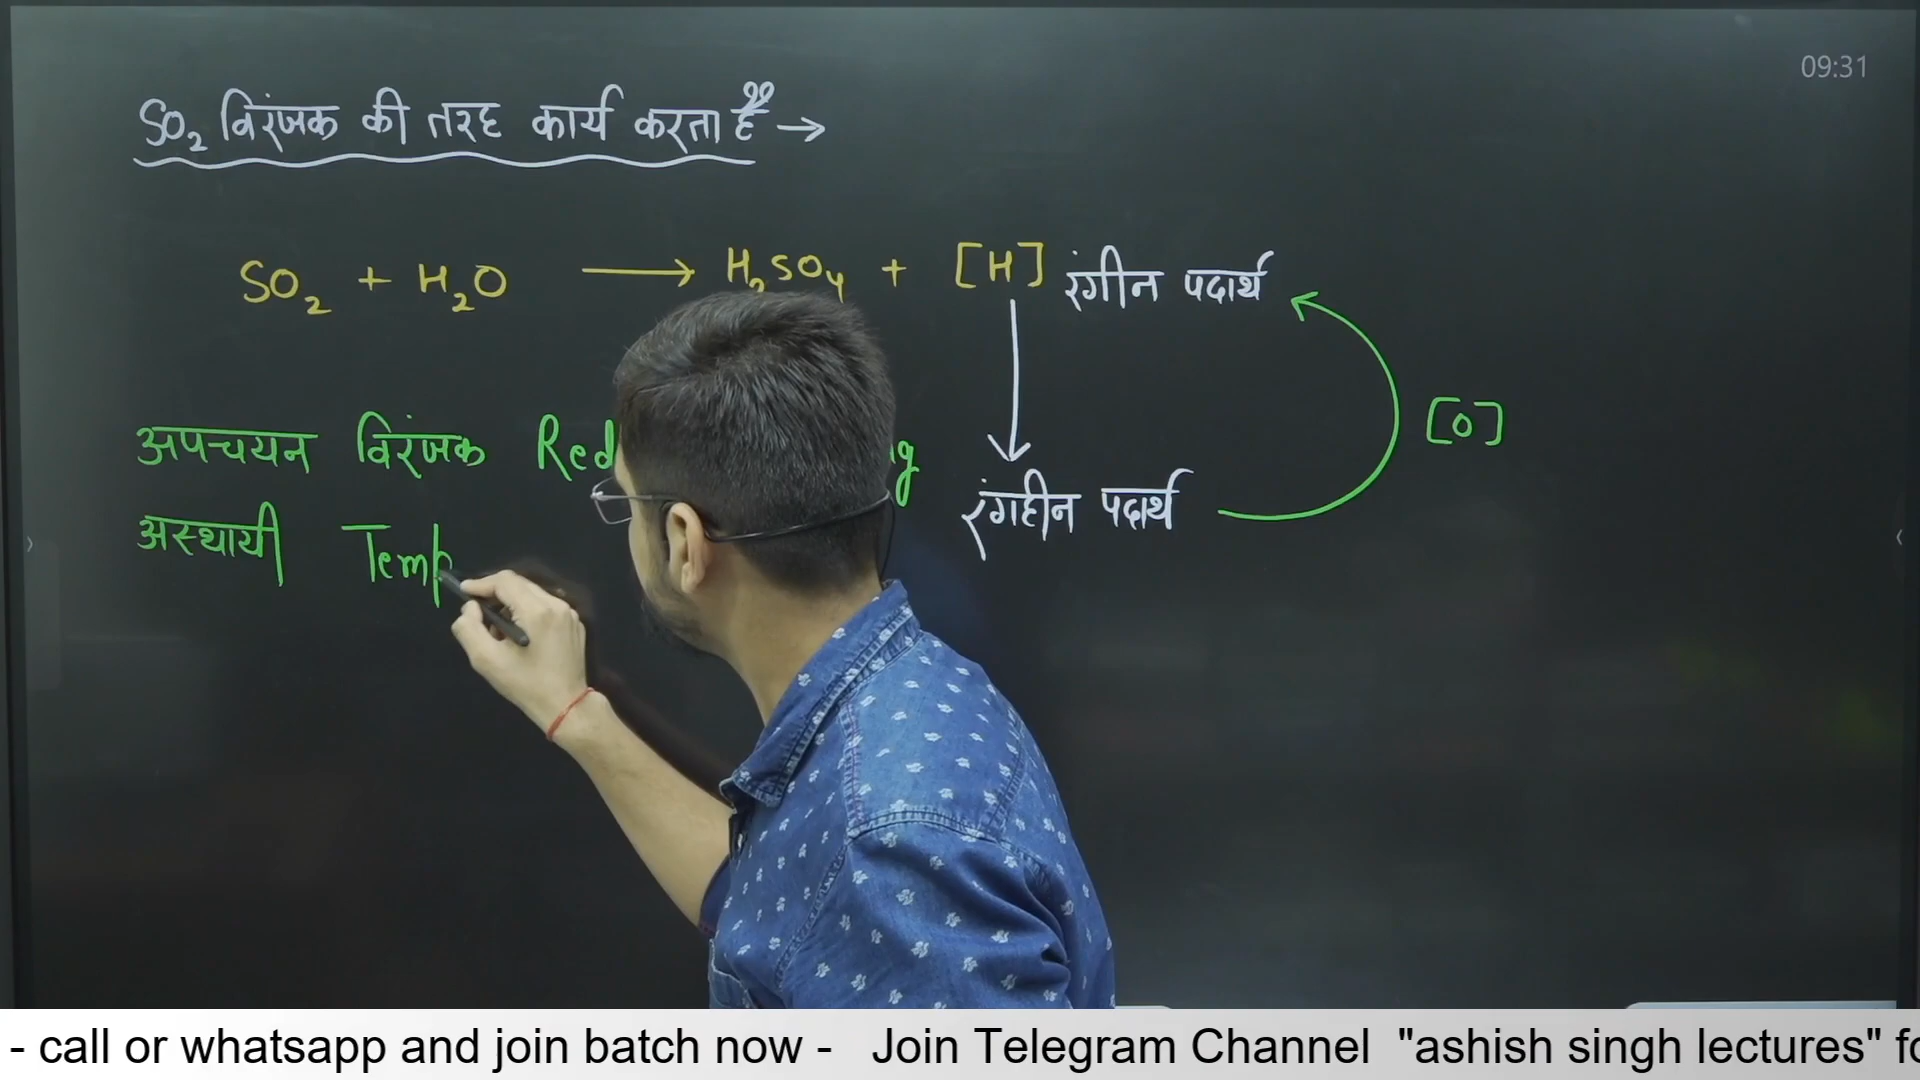 09:31
SO₂ विरंजक की तरह कार्य करता है →
SO₂ + H₂O → H₂SO₄ + [H] रंगीन पदार्थ
[O]
अपचयन विरंजक
रंगहीन पदार्थ
अस्थायी Temp
- call or whatsapp and join batch now - Join Telegram Channel "ashish singh lectures"